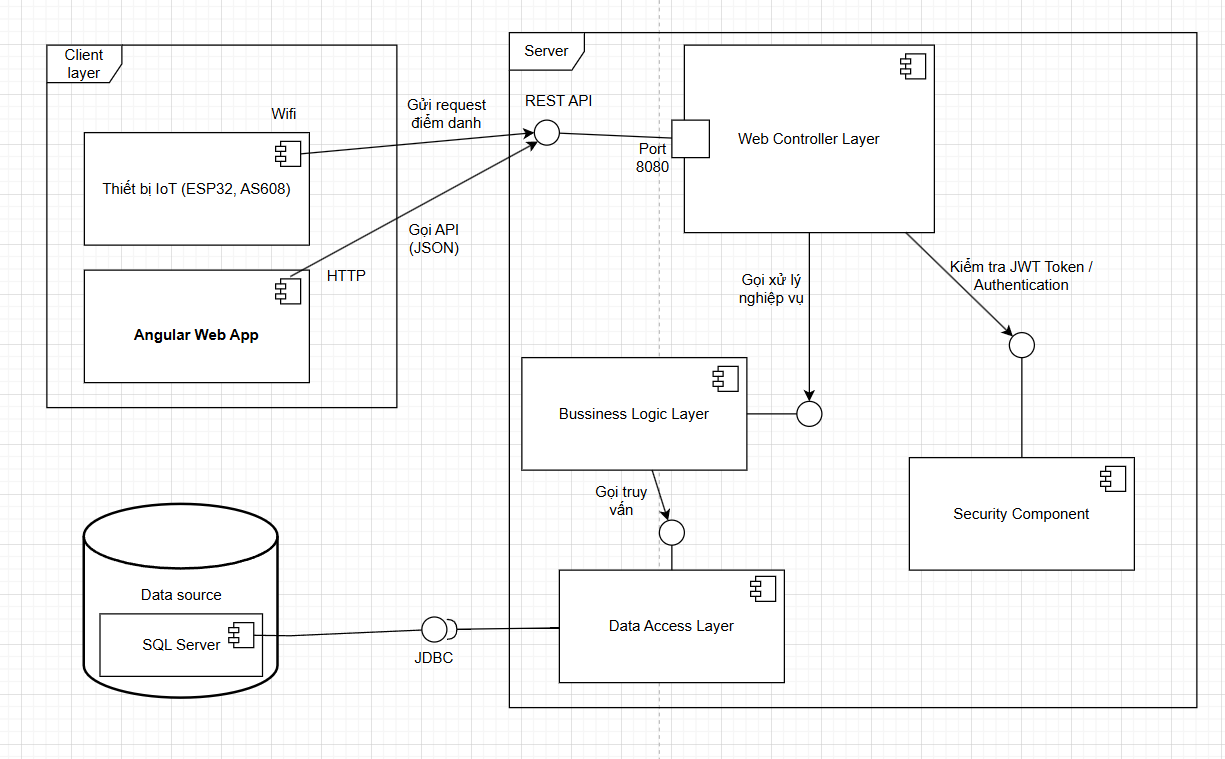 Client
layer
Wifi
Thiết bị IoT (ESP32, AS608)
HTTP
Angular Web App
Gửi request
điểm danh
Gọi API
(JSON)
Server
REST API
Port
8080
Web Controller Layer
Gọi xử lý
nghiệp vụ
Kiểm tra JWT Token /
Authentication
Bussiness Logic Layer
Gọi truy
vấn
Security Component
Data Access Layer
Data source
SQL Server
JDBC